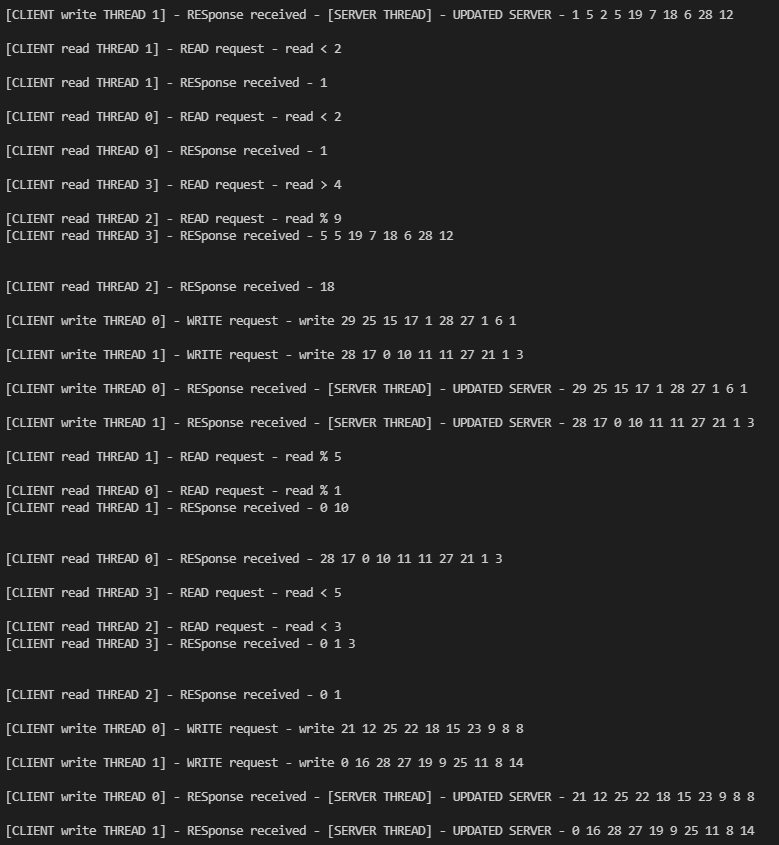 [CLIENT write THREAD 1] - RESponse received - [SERVER THREAD] - UPDATED SERVER - 1 5 2 5 19 7 18 6 28 12
[CLIENT read THREAD 1] - READ request - read < 2
[CLIENT read THREAD 1] - RESponse received - 1
[CLIENT read THREAD 0] - READ request - read < 2
[CLIENT read THREAD 0] - RESponse received - 1
[CLIENT read THREAD 3] - READ request - read > 4
[CLIENT read THREAD 2] - READ request - read % 9
[CLIENT read THREAD 3] - RESponse received - 5 5 19 7 18 6 28 12
[CLIENT read THREAD 2] - RESponse received - 18
[CLIENT write THREAD 0] - WRITE request - write 29 25 15 17 1 28 27 1 6 1
[CLIENT write THREAD 1] - WRITE request - write 28 17 0 10 11 11 27 21 1 3
[CLIENT write THREAD 0] - RESponse received - [SERVER THREAD] - UPDATED SERVER - 29 25 15 17 1 28 27 1 6 1
[CLIENT write THREAD 1] - RESponse received - [SERVER THREAD] - UPDATED SERVER - 28 17 0 10 11 11 27 21 1 3
[CLIENT read THREAD 1] - READ request - read % 5
[CLIENT read THREAD 0] - READ request - read % 1
[CLIENT read THREAD 1] - RESponse received - 0 10
[CLIENT read THREAD 0] - RESponse received - 28 17 0 10 11 11 27 21 1 3
[CLIENT read THREAD 3] - READ request - read < 5
[CLIENT read THREAD 2] - READ request - read < 3
[CLIENT read THREAD 3] - RESponse received - 0 1 3
[CLIENT read THREAD 2] - RESponse received - 0 1
[CLIENT write THREAD 0] - WRITE request - write 21 12 25 22 18 15 23 9 8 8
[CLIENT write THREAD 1] - WRITE request - write 0 16 28 27 19 9 25 11 8 14
[CLIENT write THREAD 0] - RESponse received - [SERVER THREAD] - UPDATED SERVER - 21 12 25 22 18 15 23 9 8 8
[CLIENT write THREAD 1] - RESponse received - [SERVER THREAD] - UPDATED SERVER - 0 16 28 27 19 9 25 11 8 14